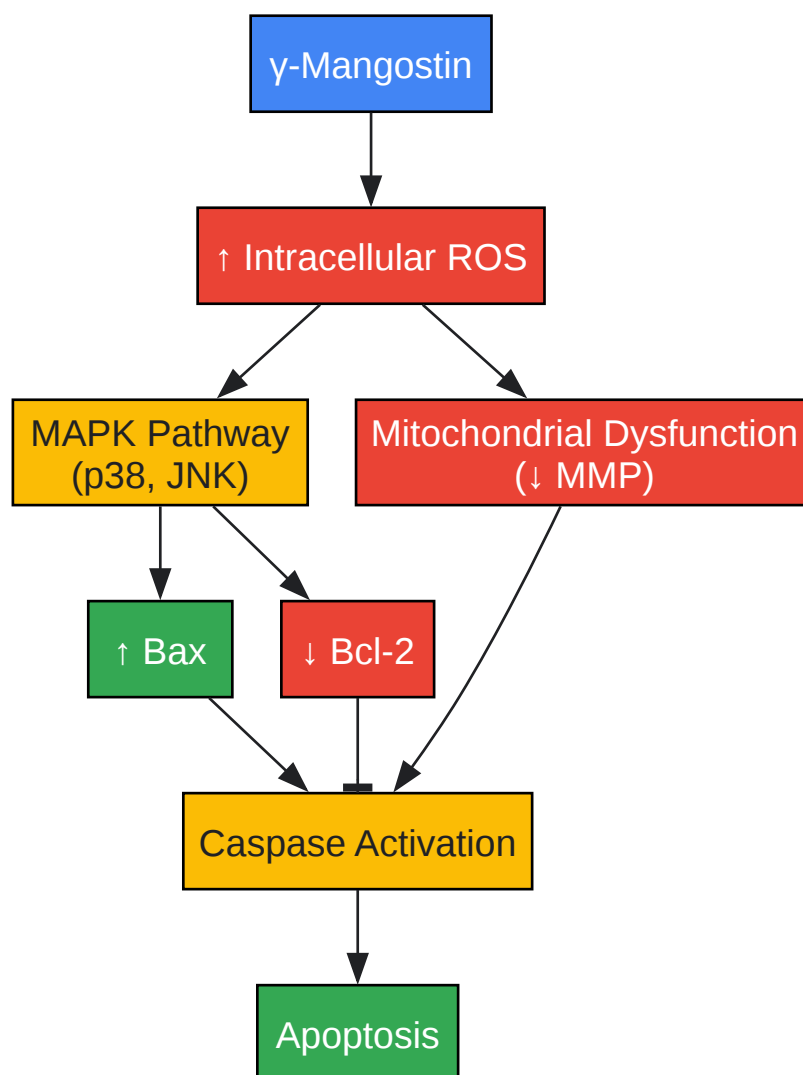 γ-Mangostin
↑ Intracellular ROS
MAPK Pathway
(p38, JNK)
Mitochondrial Dysfunction
(↓ MMP)
↑ Bax
↓ Bcl-2
Caspase Activation
Apoptosis